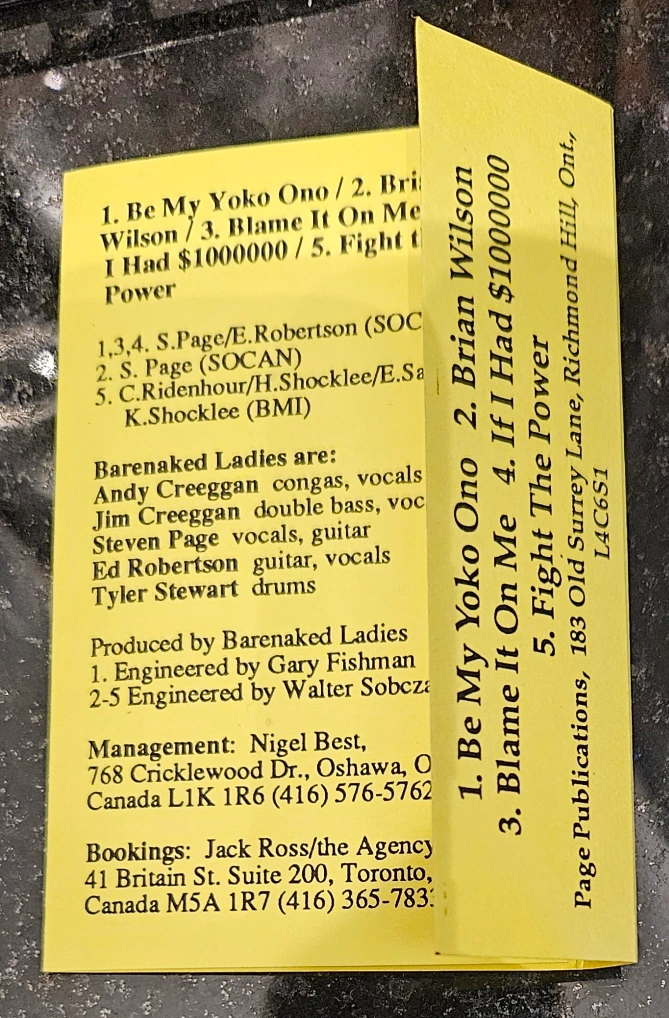 1. Be My Yoko Ono / 2. Bri
Wilson / 3. Blame It On Me
I Had $1000000 / 5. Fight t
Power
1,3,4. S.Page/E.Robertson (SOC
2. S. Page (SOCAN)
5. C.Ridenhour/H.Shocklee/E.Sa
K.Shocklee (BMI)
Barenaked Ladies are:
Andy Creeggan congas, vocals
Jim Creeggan double bass, voc
Steven Page vocals, guitar
Ed Robertson guitar, vocals
Tyler Stewart drums
Produced by Barenaked Ladies
1. Engineered by Gary Fishman
2-5 Engineered by Walter Sobcza
Management: Nigel Best,
768 Cricklewood Dr., Oshawa, O
Canada L1K 1R6 (416) 576-5762
Bookings: Jack Ross/the Agency
41 Britain St. Suite 200, Toronto,
Canada M5A 1R7 (416) 365-783
1. Be My Yoko Ono 2. Brian Wilson
3. Blame It On Me 4. If I Had $1000000
5. Fight The Power
Page Publications, 183 Old Surrey Lane, Richmond Hill, Ont.,
L4C6S1